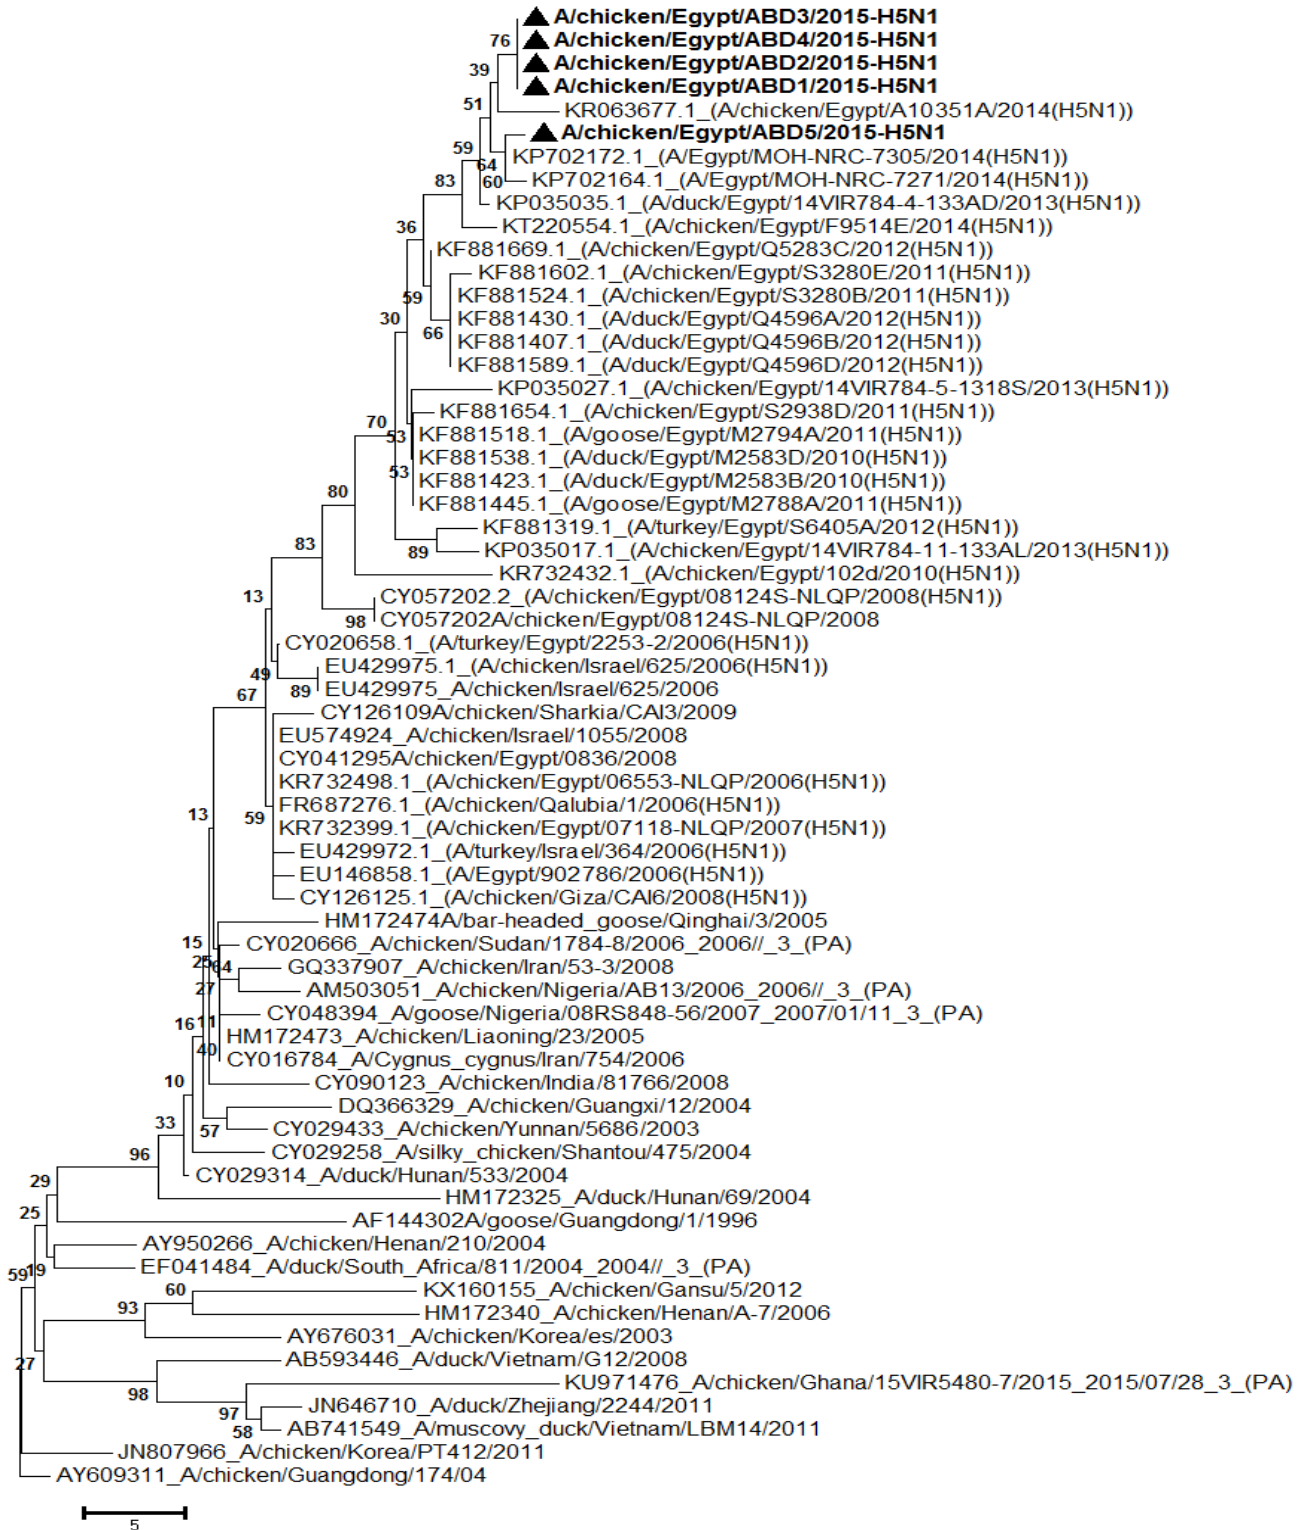 A/chicken/Egypt/ABD3/2015-H5N1
76
A/chicken/Egypt/ABD4/2015-H5N1
39
A/chicken/Egypt/ABD2/2015-H5N1
A/chicken/Egypt/ABD1/2015-H5N1
51
KR063677.1_(A/chicken/Egypt/A10351A/2014(H5N1))
A/chicken/Egypt/ABD5/2015-H5N1
59
64
KP702172.1_(A/Egypt/MOH-NRC-7305/2014(H5N1))
83
60
KP702164.1_(A/Egypt/MOH-NRC-7271/2014(H5N1))
KP035035.1_(A/duck/Egypt/14VIR784-4-133AD/2013(H5N1))
36
KT220554.1_(A/chicken/Egypt/F9514E/2014(H5N1))
KF881669.1_(A/chicken/Egypt/Q5283C/2012(H5N1))
KF881602.1_(A/chicken/Egypt/S3280E/2011(H5N1))
59
KF881524.1_(A/chicken/Egypt/S3280B/2011(H5N1))
30
KF881430.1_(A/duck/Egypt/Q4596A/2012(H5N1))
66
KF881407.1_(A/duck/Egypt/Q4596B/2012(H5N1))
KF881589.1_(A/duck/Egypt/Q4596D/2012(H5N1))
KP035027.1_(A/chicken/Egypt/14VIR784-5-1318S/2013(H5N1))
KF881654.1_(A/chicken/Egypt/S2938D/2011(H5N1))
70
53
KF881518.1_(A/goose/Egypt/M2794A/2011(H5N1))
KF881538.1_(A/duck/Egypt/M2583D/2010(H5N1))
53
KF881423.1_(A/duck/Egypt/M2583B/2010(H5N1))
80
KF881445.1_(A/goose/Egypt/M2788A/2011(H5N1))
KF881319.1_(A/turkey/Egypt/S6405A/2012(H5N1))
83
89
KP035017.1_(A/chicken/Egypt/14VIR784-11-133AL/2013(H5N1))
KR732432.1_(A/chicken/Egypt/102d/2010(H5N1))
13
CY057202.2_(A/chicken/Egypt/08124S-NLQP/2008(H5N1))
98
CY057202A/chicken/Egypt/08124S-NLQP/2008
CY020658.1_(A/turkey/Egypt/2253-2/2006(H5N1))
49
EU429975.1_(A/chicken/Israel/625/2006(H5N1))
67
89
EU429975_A/chicken/Israel/625/2006
CY126109A/chicken/Sharkia/CAI3/2009
EU574924_A/chicken/Israel/1055/2008
CY041295A/chicken/Egypt/0836/2008
KR732498.1_(A/chicken/Egypt/06553-NLQP/2006(H5N1))
13
59
FR687276.1_(A/chicken/Qalubia/1/2006(H5N1))
KR732399.1_(A/chicken/Egypt/07118-NLQP/2007(H5N1))
EU429972.1_(A/turkey/Israel/364/2006(H5N1))
EU146858.1_(A/Egypt/902786/2006(H5N1))
CY126125.1_(A/chicken/Giza/CAI6/2008(H5N1))
HM172474A/bar-headed_goose/Qinghai/3/2005
15
CY020666_A/chicken/Sudan/1784-8/2006_2006//_3_(PA)
25
64
GQ337907_A/chicken/Iran/53-3/2008
27
AM503051_A/chicken/Nigeria/AB13/2006_2006//_3_(PA)
16
11
CY048394_A/goose/Nigeria/08RS848-56/2007_2007/01/11_3_(PA)
HM172473_A/chicken/Liaoning/23/2005
40
CY016784_A/Cygnus_cygnus/Iran/754/2006
10
CY090123_A/chicken/India/81766/2008
DQ366329_A/chicken/Guangxi/12/2004
33
57
CY029433_A/chicken/Yunnan/5686/2003
96
CY029258_A/silky_chicken/Shantou/475/2004
29
CY029314_A/duck/Hunan/533/2004
HM172325_A/duck/Hunan/69/2004
25
AF144302A/goose/Guangdong/1/1996
AY950266_A/chicken/Henan/210/2004
59
19
EF041484_A/duck/South_Africa/811/2004_2004//_3_(PA)
60
KX160155_A/chicken/Gansu/5/2012
93
HM172340_A/chicken/Henan/A-7/2006
AY676031_A/chicken/Korea/es/2003
27
AB593446_A/duck/Vietnam/G12/2008
98
KU971476_A/chicken/Ghana/15VIR5480-7/2015_2015/07/28_3_(PA)
97
JN646710_A/duck/Zhejiang/2244/2011
58
AB741549_A/muscovy_duck/Vietnam/LBM14/2011
JN807966_A/chicken/Korea/PT412/2011
AY609311_A/chicken/Guangdong/174/04
5